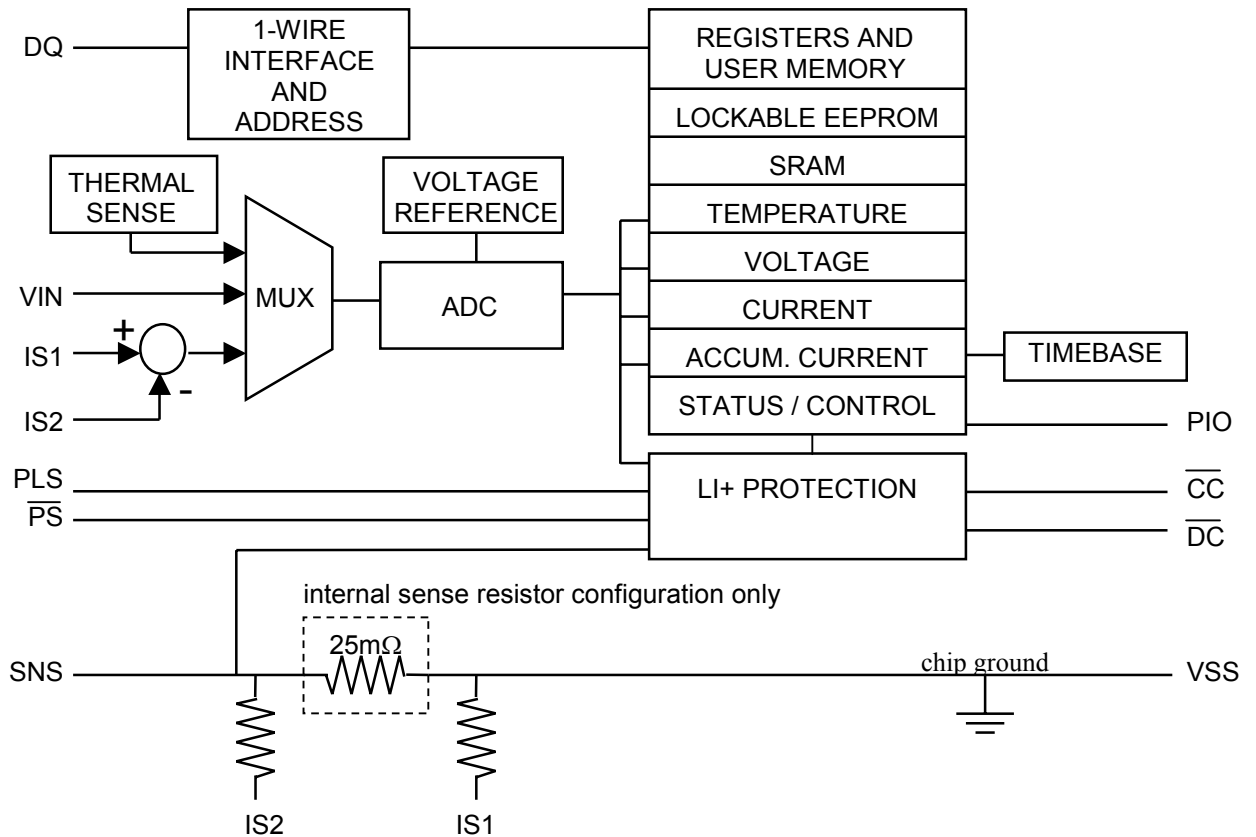 DQ
1-WIRE
INTERFACE
AND
ADDRESS
REGISTERS AND
USER MEMORY
LOCKABLE EEPROM
SRAM
TEMPERATURE
VOLTAGE
CURRENT
ACCUM. CURRENT
STATUS / CONTROL
THERMAL
SENSE
VOLTAGE
REFERENCE
VIN
MUX
ADC
+
IS1
-
IS2
TIMEBASE
PIO
PLS
PS
LI+ PROTECTION
CC
DC
internal sense resistor configuration only
25mΩ
SNS
chip ground
VSS
IS2
IS1